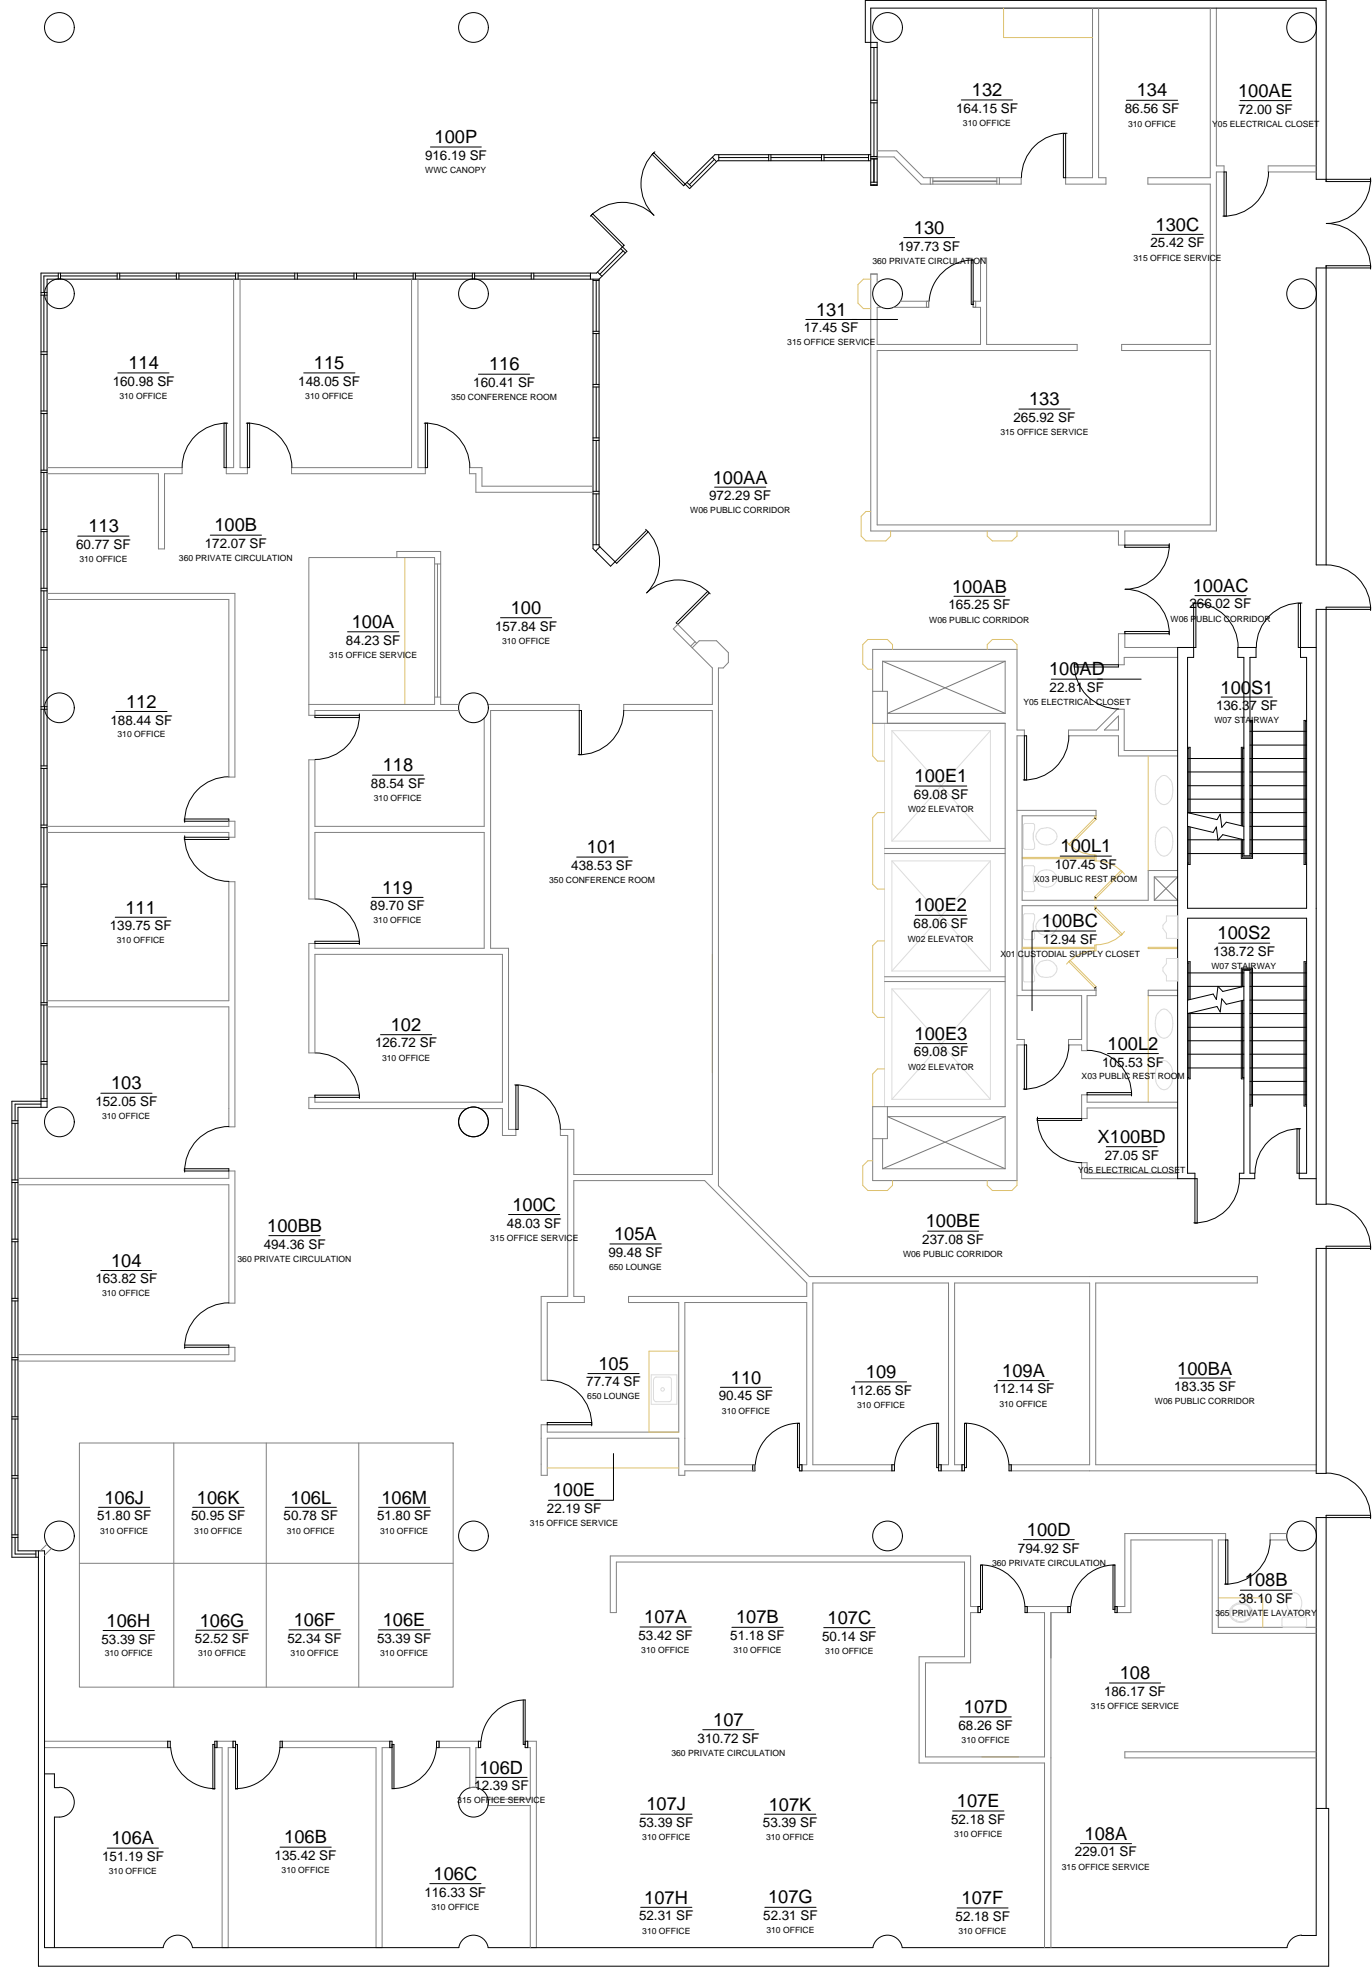 132
164.15 SF
310 OFFICE
134
86.56 SF
310 OFFICE
100AE
72.00 SF
Y05 ELECTRICAL CLOSET
100P
916.19 SF
WWC CANOPY
130
197.73 SF
360 PRIVATE CIRCULATION
130C
25.42 SF
315 OFFICE SERVICE
131
17.45 SF
315 OFFICE SERVICE
114
160.98 SF
310 OFFICE
115
148.05 SF
310 OFFICE
116
160.41 SF
350 CONFERENCE ROOM
133
265.92 SF
315 OFFICE SERVICE
100AA
972.29 SF
W06 PUBLIC CORRIDOR
113
60.77 SF
310 OFFICE
100B
172.07 SF
360 PRIVATE CIRCULATION
100A
84.23 SF
315 OFFICE SERVICE
100
157.84 SF
310 OFFICE
100AB
165.25 SF
W06 PUBLIC CORRIDOR
100AC
266.02 SF
W06 PUBLIC CORRIDOR
112
188.44 SF
310 OFFICE
100AD
22.81 SF
Y05 ELECTRICAL CLOSET
100S1
136.37 SF
W07 STAIRWAY
118
88.54 SF
310 OFFICE
100E1
69.08 SF
W02 ELEVATOR
101
438.53 SF
350 CONFERENCE ROOM
100L1
107.45 SF
X03 PUBLIC REST ROOM
119
89.70 SF
310 OFFICE
111
139.75 SF
310 OFFICE
100E2
68.06 SF
W02 ELEVATOR
100BC
12.94 SF
X01 CUSTODIAL SUPPLY CLOSET
100S2
138.72 SF
W07 STAIRWAY
102
126.72 SF
310 OFFICE
100E3
69.08 SF
W02 ELEVATOR
100L2
105.53 SF
X03 PUBLIC REST ROOM
103
152.05 SF
310 OFFICE
X100BD
27.05 SF
Y05 ELECTRICAL CLOSET
100C
48.03 SF
315 OFFICE SERVICE
100BB
494.36 SF
360 PRIVATE CIRCULATION
105A
99.48 SF
650 LOUNGE
100BE
237.08 SF
W06 PUBLIC CORRIDOR
104
163.82 SF
310 OFFICE
105
77.74 SF
650 LOUNGE
110
90.45 SF
310 OFFICE
109
112.65 SF
310 OFFICE
109A
112.14 SF
310 OFFICE
100BA
183.35 SF
W06 PUBLIC CORRIDOR
106J
51.80 SF
310 OFFICE
106K
50.95 SF
310 OFFICE
106L
50.78 SF
310 OFFICE
106M
51.80 SF
310 OFFICE
100E
22.19 SF
315 OFFICE SERVICE
100D
794.92 SF
360 PRIVATE CIRCULATION
108B
38.10 SF
365 PRIVATE LAVATORY
106H
53.39 SF
310 OFFICE
106G
52.52 SF
310 OFFICE
106F
52.34 SF
310 OFFICE
106E
53.39 SF
310 OFFICE
107A
53.42 SF
310 OFFICE
107B
51.18 SF
310 OFFICE
107C
50.14 SF
310 OFFICE
108
186.17 SF
315 OFFICE SERVICE
107D
68.26 SF
310 OFFICE
107
310.72 SF
360 PRIVATE CIRCULATION
106D
12.39 SF
315 OFFICE SERVICE
107J
53.39 SF
310 OFFICE
107K
53.39 SF
310 OFFICE
107E
52.18 SF
310 OFFICE
106A
151.19 SF
310 OFFICE
106B
135.42 SF
310 OFFICE
106C
116.33 SF
310 OFFICE
108A
229.01 SF
315 OFFICE SERVICE
107H
52.31 SF
310 OFFICE
107G
52.31 SF
310 OFFICE
107F
52.18 SF
310 OFFICE